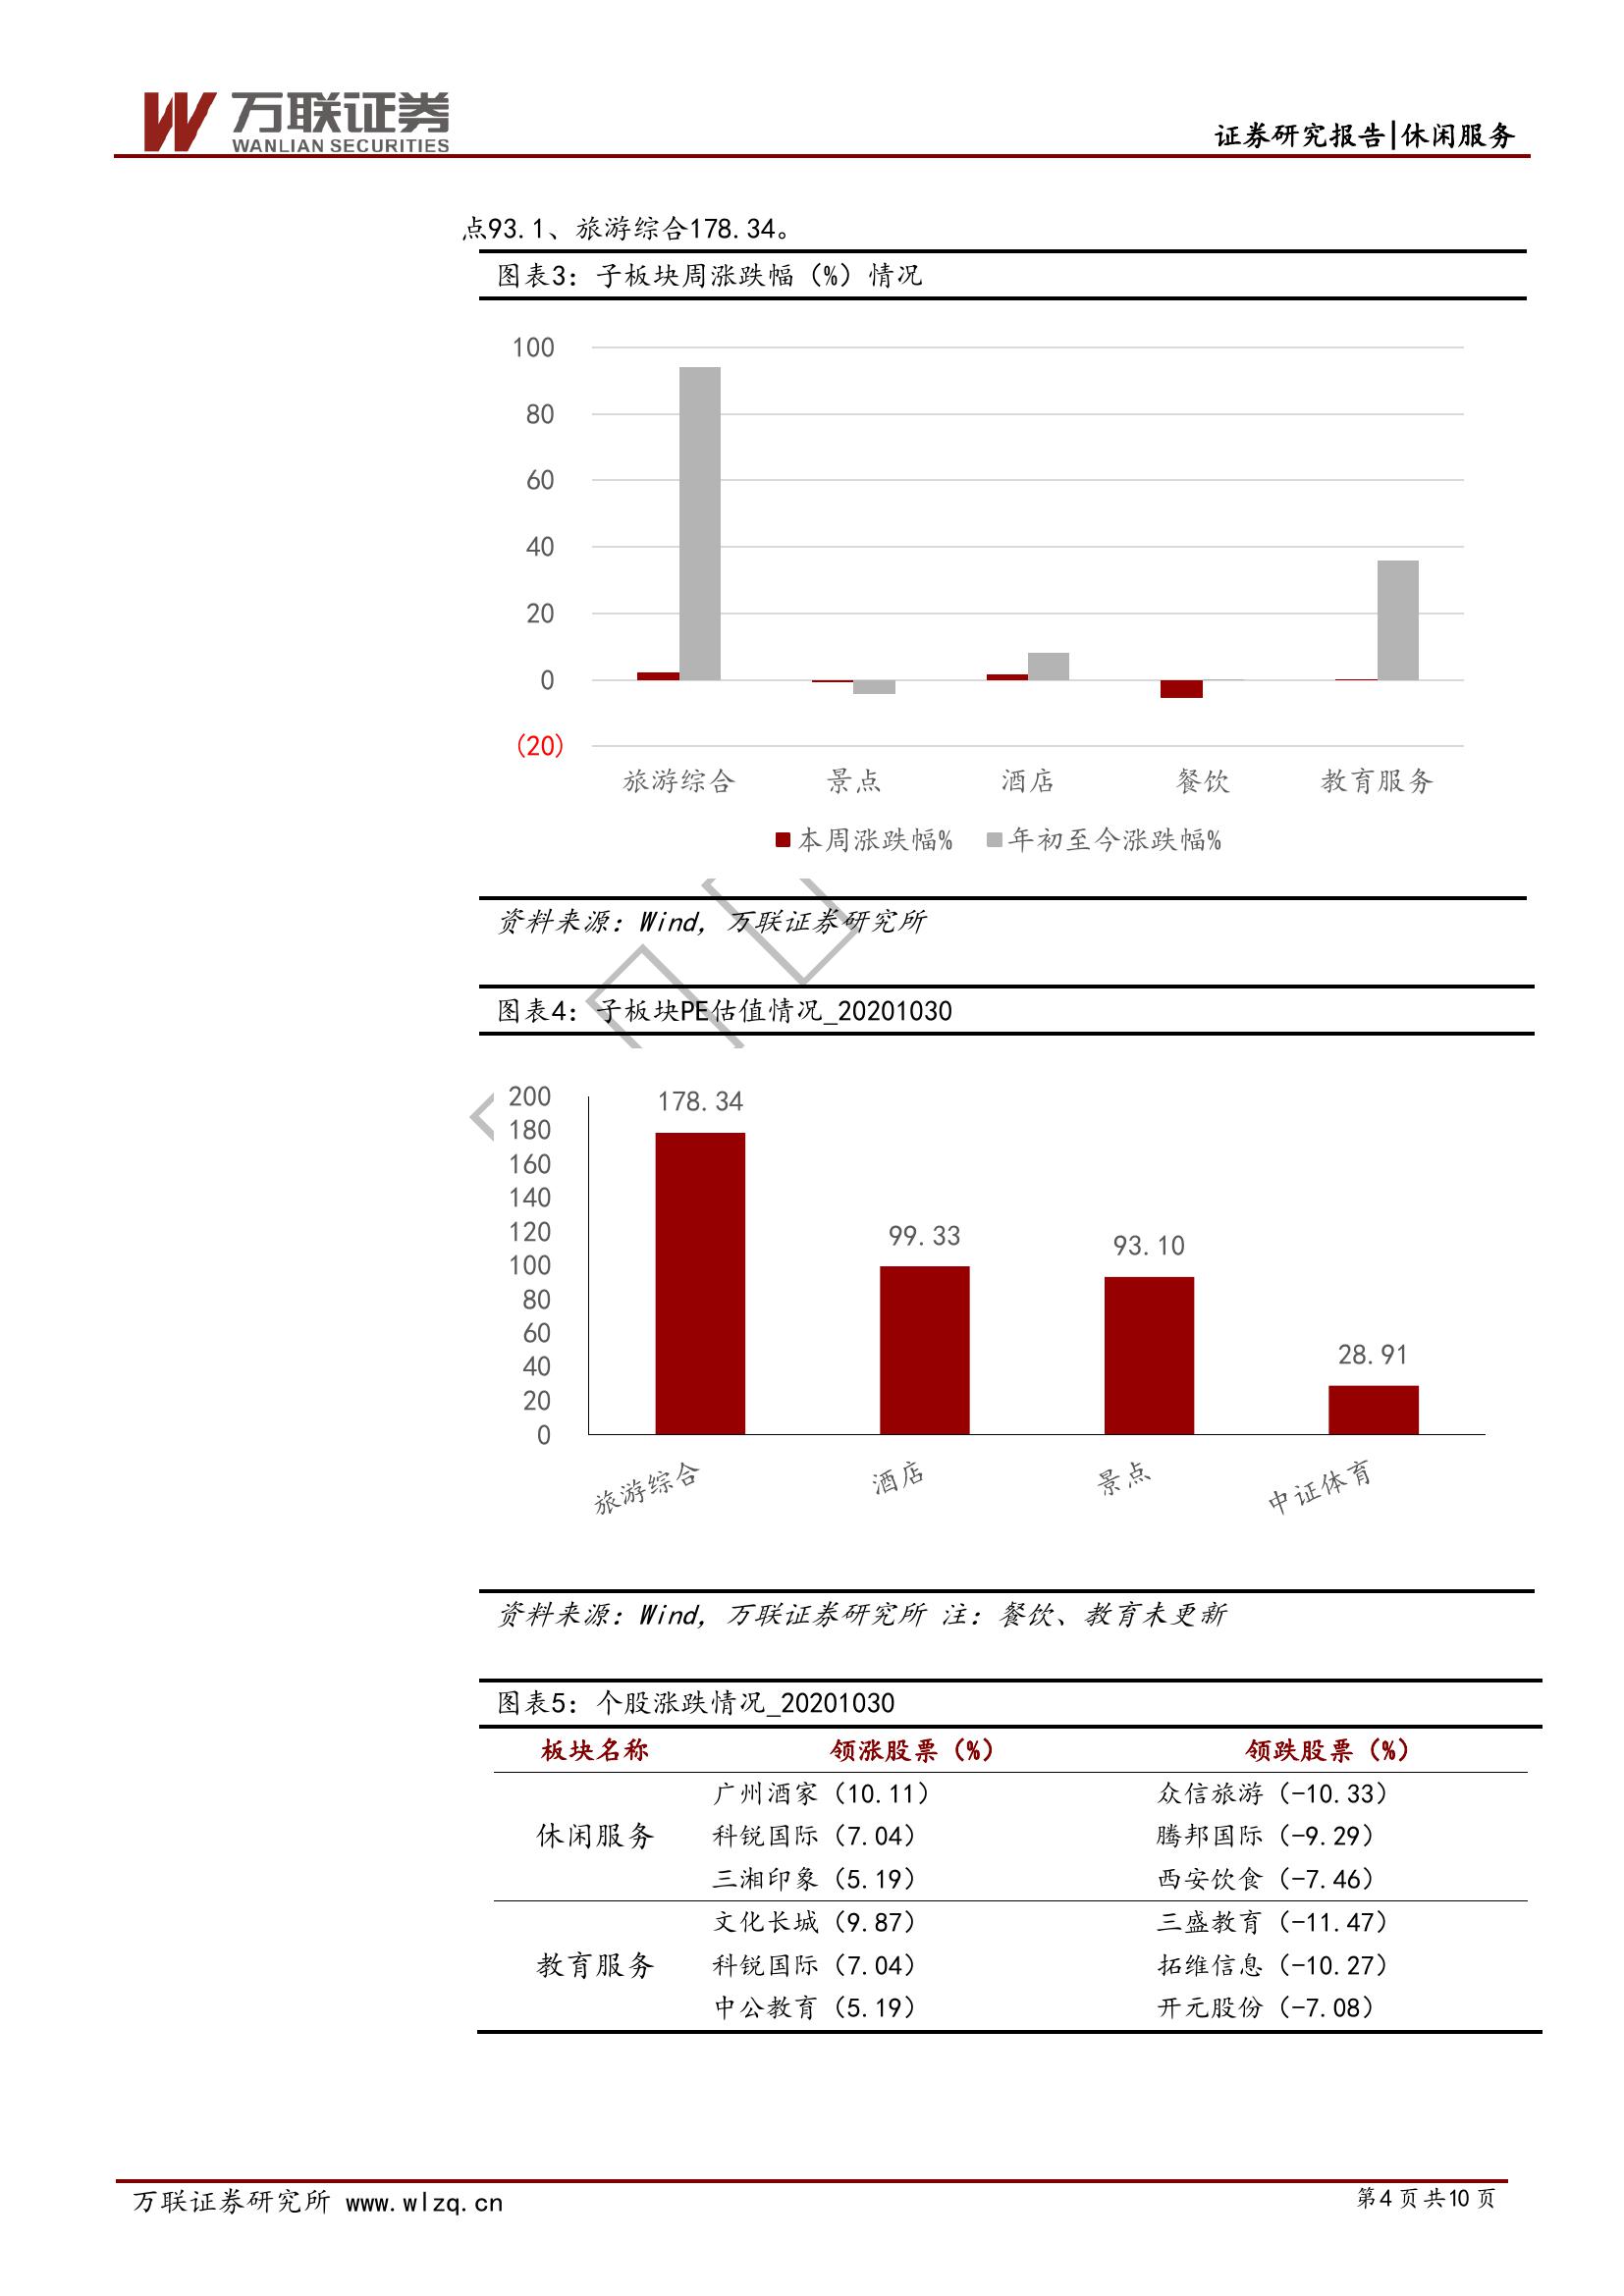 万联证券
WANLIAN SECURITIES
证券研究报告|休闲服务
点93.1、旅游综合178.34。
图表3：子板块周涨跌幅（%）情况
100
80
60
40
20
0
(20)
旅游综合 景点 酒店 餐饮 教育服务
本周涨跌幅% 年初至今涨跌幅%
资料来源：Wind，万联证券研究所
图表4：子板块PE估值情况_20201030
200
180
160
140
120
100
80
60
40
20
0
178.34
99.33
93.10
28.91
旅游综合 酒店 景点 中证体育
资料来源：Wind，万联证券研究所 注：餐饮、教育未更新
图表5：个股涨跌情况_20201030
板块名称 领涨股票（%） 领跌股票（%）
广州酒家（10.11） 众信旅游（-10.33）
休闲服务 科锐国际（7.04） 腾邦国际（-9.29）
三湘印象（5.19） 西安饮食（-7.46）
文化长城（9.87） 三盛教育（-11.47）
教育服务 科锐国际（7.04） 拓维信息（-10.27）
中公教育（5.19） 开元股份（-7.08）
万联证券研究所 www.wlzq.cn 第4页共10页